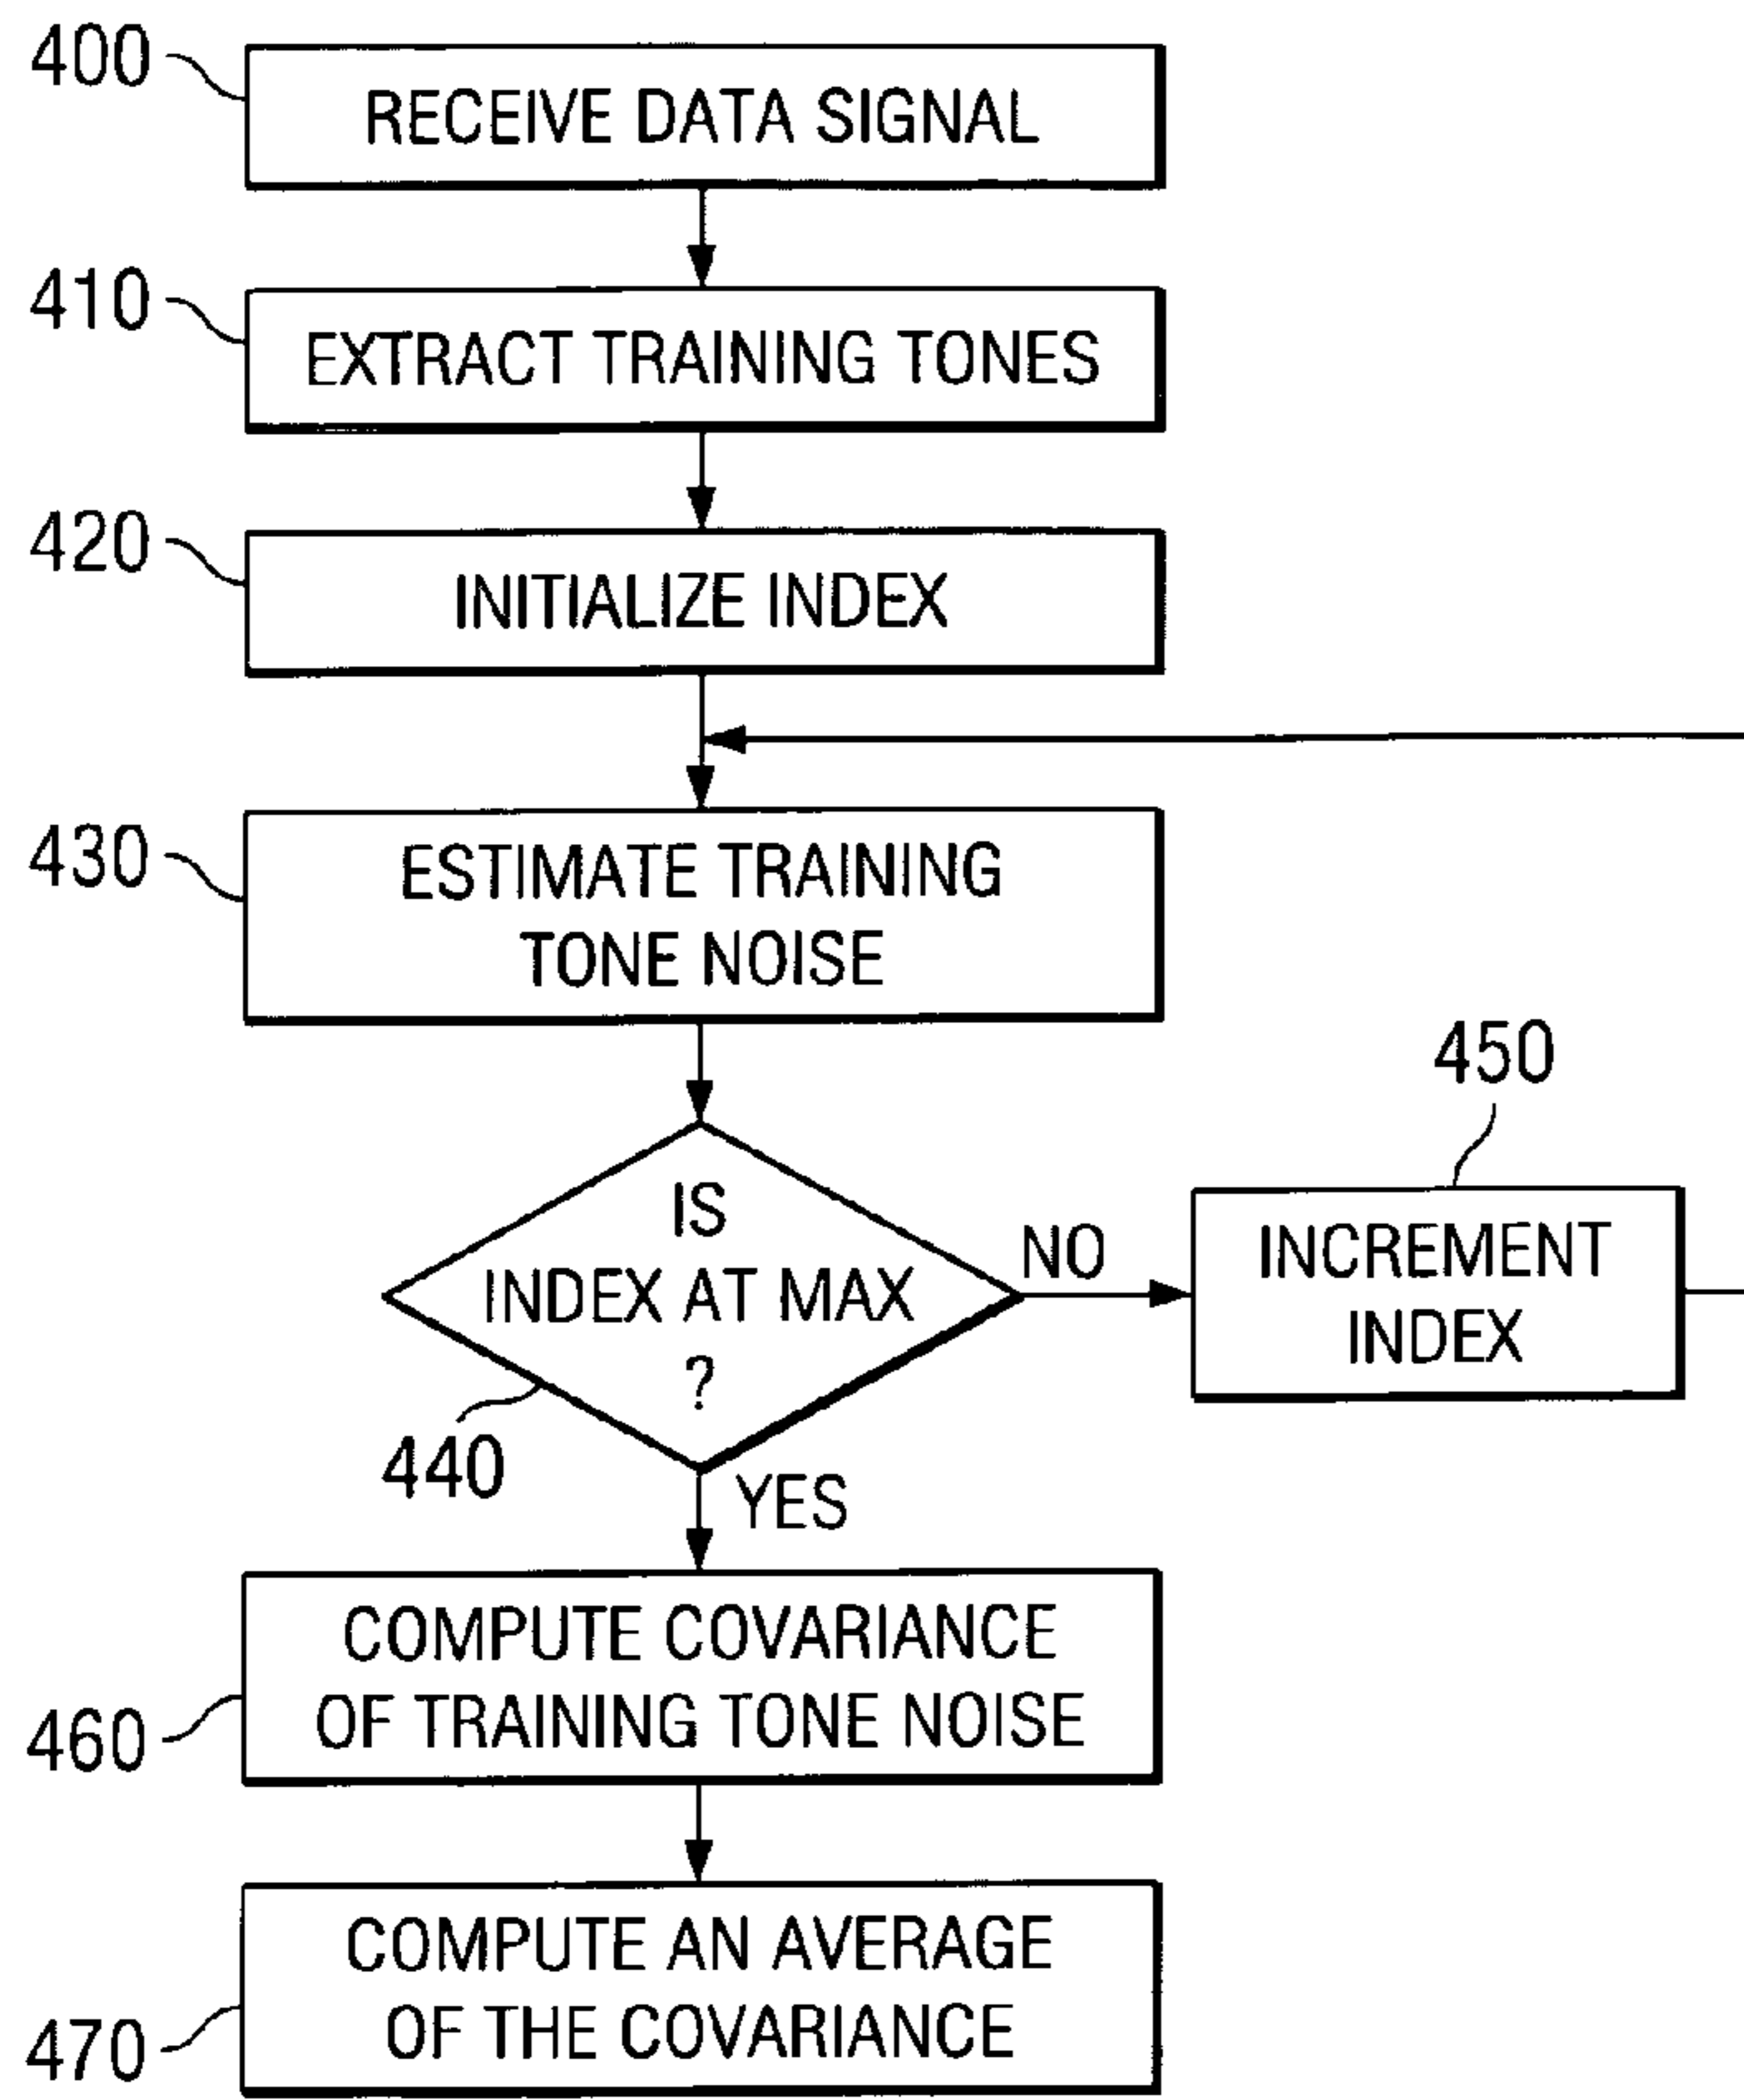 400
RECEIVE DATA SIGNAL
410
EXTRACT TRAINING TONES
420
INITIALIZE INDEX
430
ESTIMATE TRAINING
TONE NOISE
450
IS
INDEX AT MAX
?
NO
INCREMENT
INDEX
440
YES
COMPUTE COVARIANCE
OF TRAINING TONE NOISE
460
COMPUTE AN AVERAGE
OF THE COVARIANCE
470